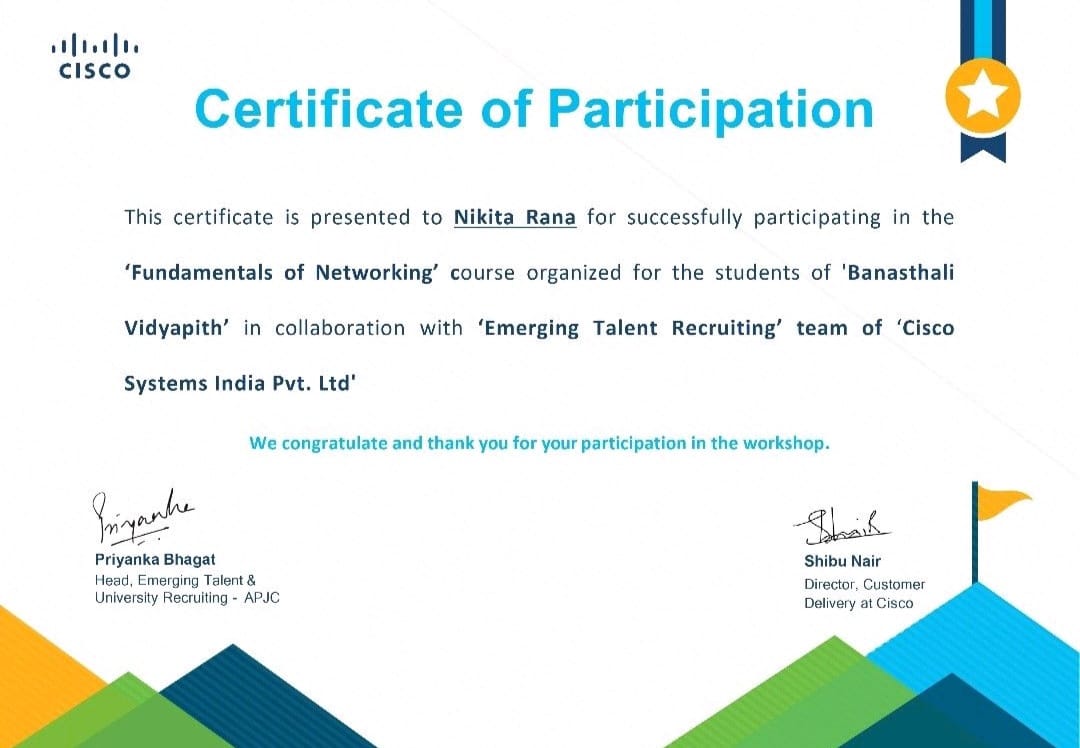 CISCO
Certificate of Participation
This certificate is presented to Nikita Rana for successfully participating in the
‘Fundamentals of Networking’ course organized for the students of 'Banasthali
Vidyapith’ in collaboration with ‘Emerging Talent Recruiting’ team of ‘Cisco
Systems India Pvt. Ltd'
We congratulate and thank you for your participation in the workshop.
Priyanka
Priyanka Bhagat
Head, Emerging Talent &
University Recruiting - APJC
Shibu Nair
Director, Customer
Delivery at Cisco